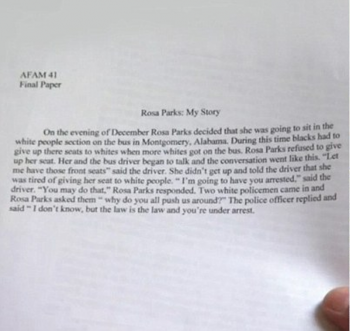 AFAM 41
Final Paper
Rosa Parks: My Story
On the evening of December Rosa Parks decided that she was going to sit in the
white people section on the bus in Montgomery, Alabama. During this time blacks had to
give up there seats to whites when more whites got on the bus. Rosa Parks refused to give
up her seat. Her and the bus driver began to talk and the conversation went like this. "Let
me have those front seats" said the driver. She didn't get up and told the driver that she
was tired of giving her seat to white people. "I'm going to have you arrested," said the
driver. "You may do that," Rosa Parks responded. Two white policemen came in and
Rosa Parks asked them " why do you all push us around?" The police officer replied and
said " I don't know, but the law is the law and you're under arrest.